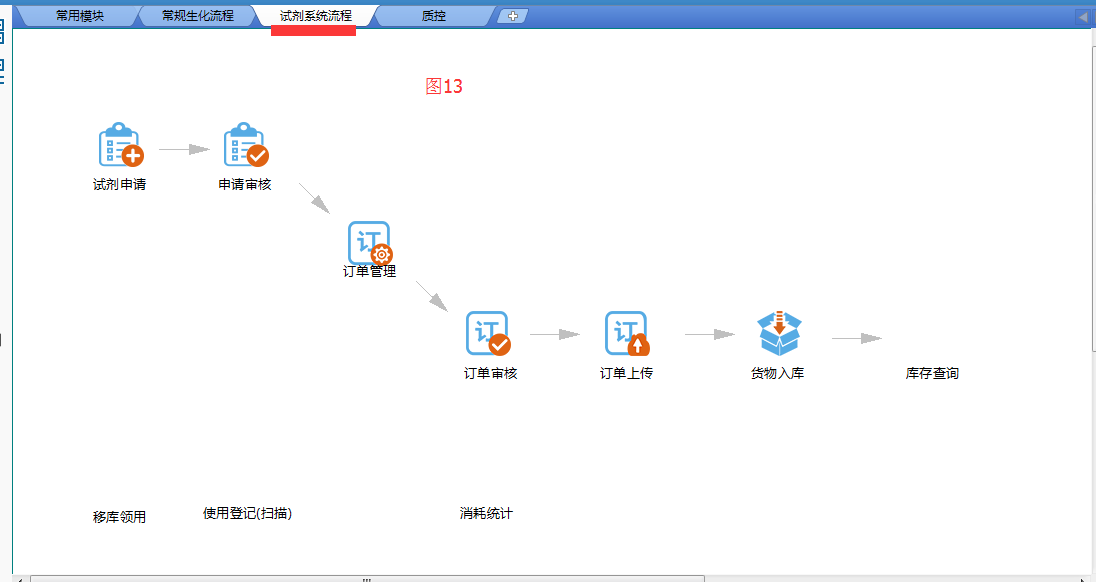 常用模块 常规生化流程 试剂系统流程 质控
图13
试剂申请 申请审核
订
订单管理
订 订
订单审核 订单上传 货物入库 库存查询
移库领用 使用登记(扫描) 消耗统计